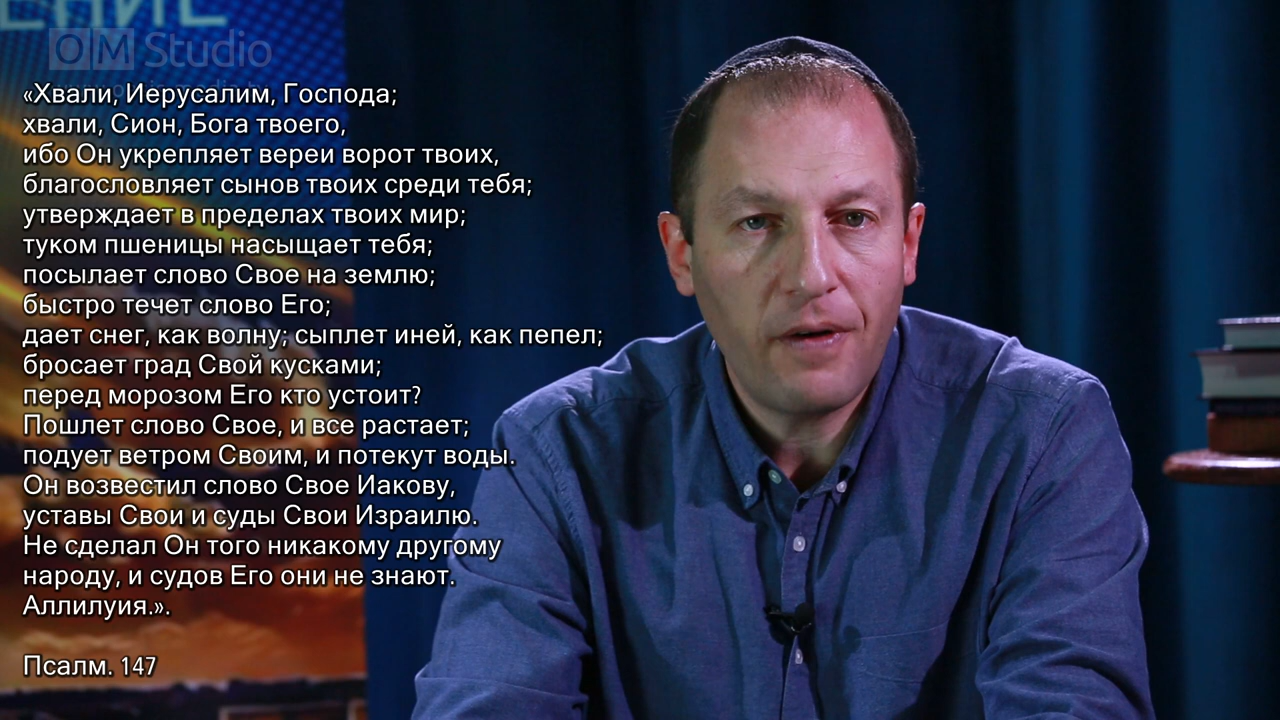 ЕНИЕ
OM Studio
«Хвали, Иерусалим, Господа;
хвали, Сион, Бога твоего,
ибо Он укрепляет вереи ворот твоих,
благословляет сынов твоих среди тебя;
утверждает в пределах твоих мир;
туком пшеницы насыщает тебя;
посылает слово Свое на землю;
быстро течет слово Его;
дает снег, как волну; сыплет иней, как пепел;
бросает град Свой кусками;
перед морозом Его кто устоит?
Пошлет слово Свое, и все растает;
подует ветром Своим, и потекут воды.
Он возвестил слово Свое Иакову,
уставы Свои и суды Свои Израилю.
Не сделал Он того никакому другому
народу, и судов Его они не знают.
Аллилуия.».
Псалм. 147